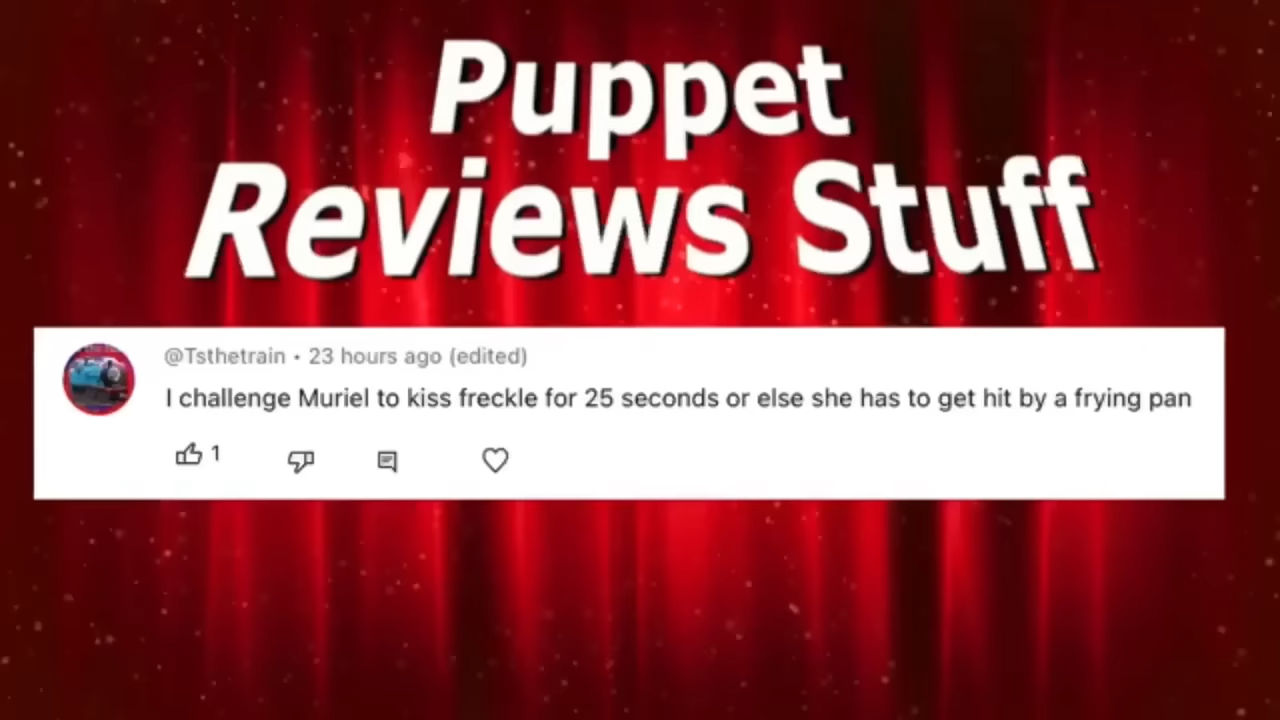 Puppet
Reviews Stuff
@Tsthetrain • 23 hours ago (edited)
I challenge Muriel to kiss freckle for 25 seconds or else she has to get hit by a frying pan
1